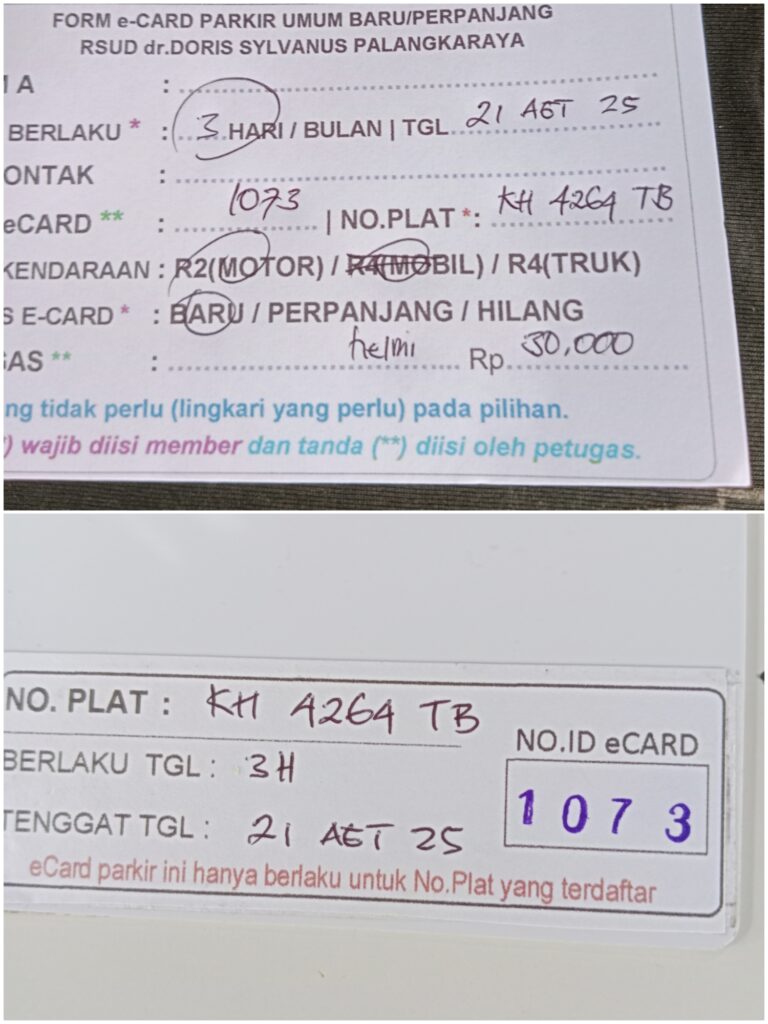 FORM e-CARD PARKIR UMUM BARU/PERPANJANG
RSUD dr.DORIS SYLVANUS PALANGKARAYA
A :
BERLAKU * : 3 HARI / BULAN | TGL 21 AET 25
ONTAK :
eCARD ** : 1073 | NO.PLAT *: KH 4264 TB
KENDARAAN : R2(MOTOR) / R4(MOBIL) / R4(TRUK)
S E-CARD * : BARU / PERPANJANG / HILANG
GAS ** : helmi Rp 30,000
ng tidak perlu (lingkari yang perlu) pada pilihan.
) wajib diisi member dan tanda (**) diisi oleh petugas.
NO. PLAT : KH 4264 TB
NO.ID eCARD
BERLAKU TGL : 3H
1073
TENGGAT TGL : 21 AET 25
eCard parkir ini hanya berlaku untuk No.Plat yang terdaftar